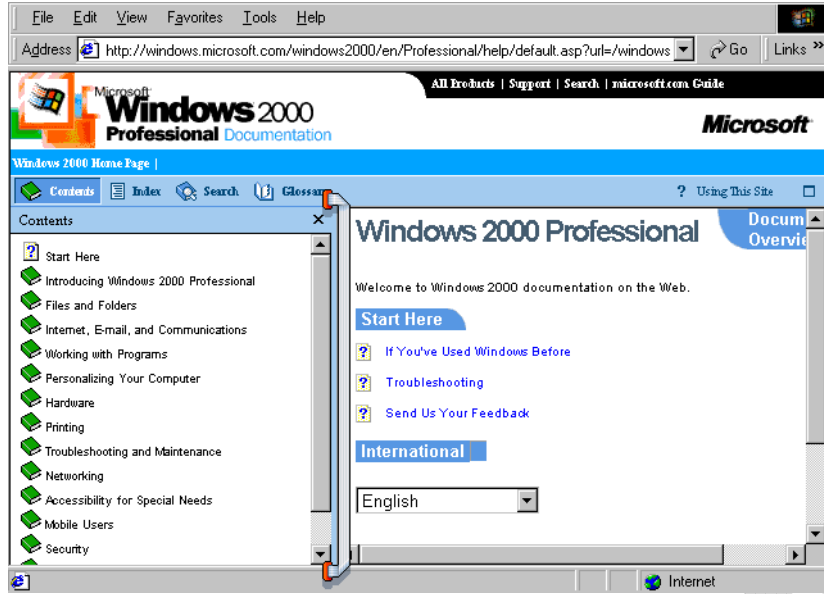 File Edit View Favorites Tools Help
Address http://windows.microsoft.com/windows2000/en/Professional/help/default.asp?url=/windows Go Links »
All Products | Support | Search | microsoft.com Guide
Microsoft
Windows 2000
Professional Documentation
Microsoft
Windows 2000 Home Page |
Contents Index Search Glossary ? Using This Site
Contents
Start Here
Introducing Windows 2000 Professional
Files and Folders
Internet, E-mail, and Communications
Working with Programs
Personalizing Your Computer
Hardware
Printing
Troubleshooting and Maintenance
Networking
Accessibility for Special Needs
Mobile Users
Security
Windows 2000 Professional
Docum
Overvie
Welcome to Windows 2000 documentation on the Web.
Start Here
? If You've Used Windows Before
? Troubleshooting
? Send Us Your Feedback
International
English
Internet